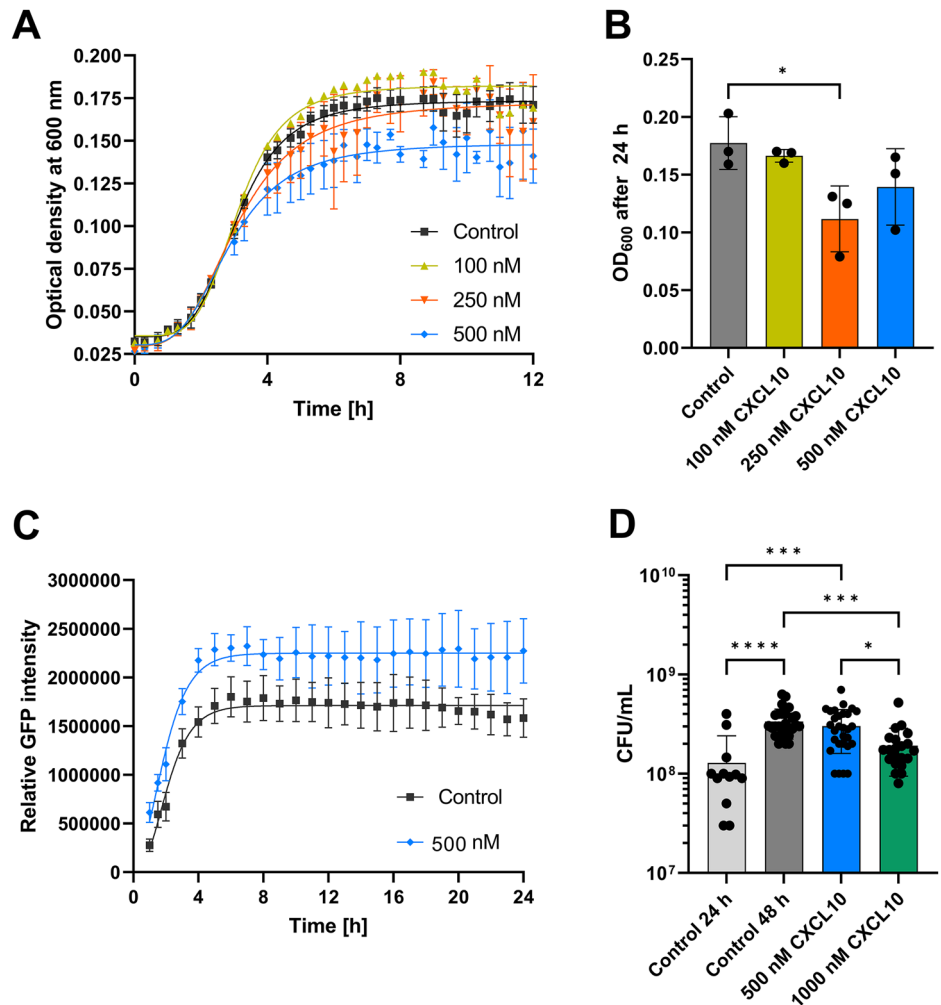 A
Optical density at 600 nm
0.200
0.175
0.150
0.125
0.100
0.075
0.050
0.025
0 4 8 12
Time [h]
Control
100 nM
250 nM
500 nM
B
OD600 after 24 h
0.25
0.20
0.15
0.10
0.05
0.00
*
Control
100 nM CXCL10
250 nM CXCL10
500 nM CXCL10
C
Relative GFP intensity
3000000
2500000
2000000
1500000
1000000
500000
0
0 4 8 12 16 20 24
Time [h]
Control
500 nM
D
CFU/mL
10^10
10^9
10^8
10^7
***
***
****
*
Control 24 h
Control 48 h
500 nM CXCL10
1000 nM CXCL10